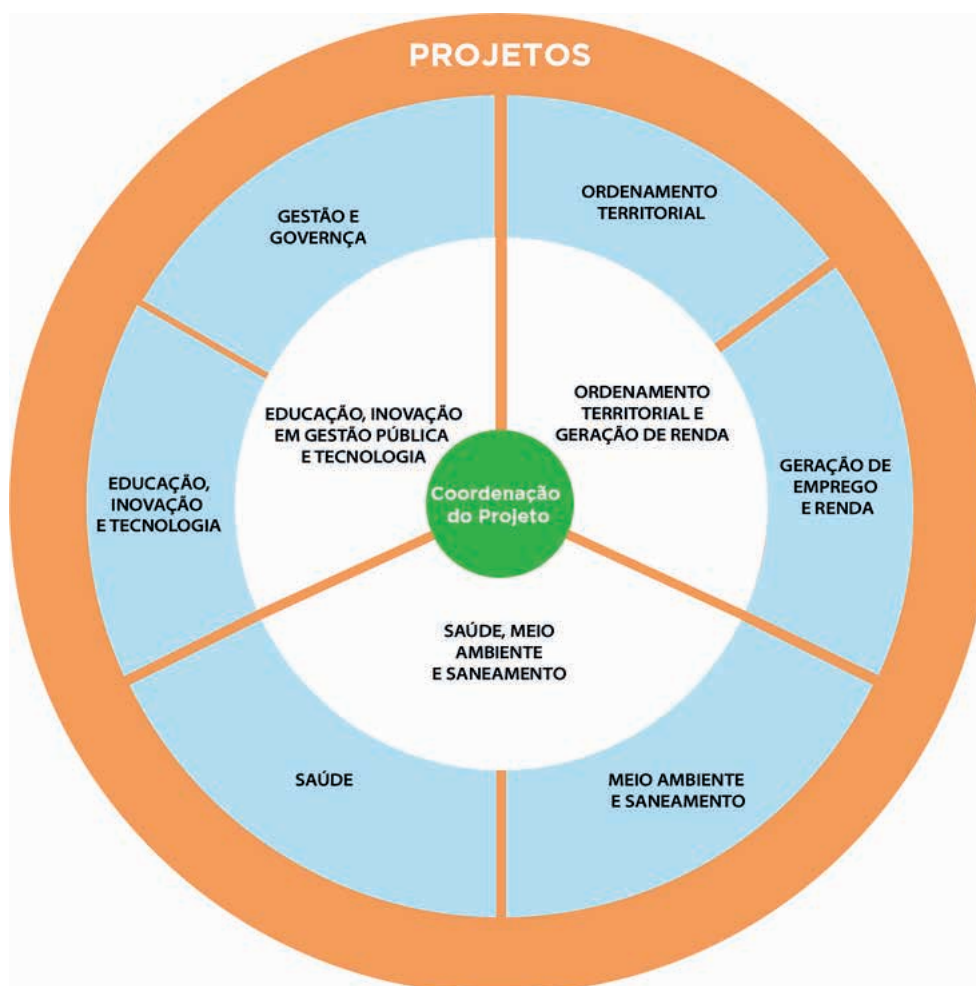 PROJETOS
GESTÃO E
GOVERNÇA
ORDENAMENTO
TERRITORIAL
EDUCAÇÃO, INOVAÇÃO
EM GESTÃO PÚBLICA
E TECNOLOGIA
ORDENAMENTO
TERRITORIAL E
GERAÇÃO DE RENDA
EDUCAÇÃO,
INOVAÇÃO
E TECNOLOGIA
Coordenação
do Projeto
GERAÇÃO DE
EMPREGO
E RENDA
SAÚDE, MEIO
AMBIENTE
E SANEAMENTO
SAÚDE
MEIO AMBIENTE
E SANEAMENTO